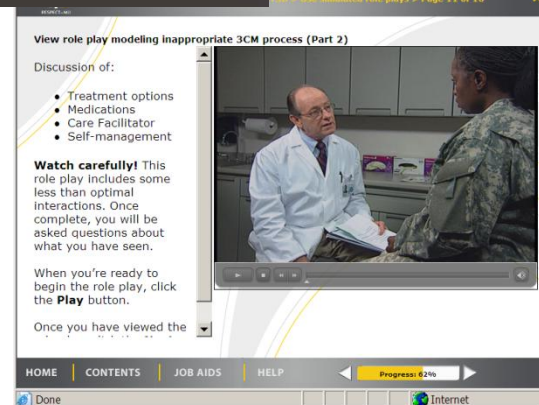 RESPECT-Mil
View role play modeling inappropriate 3CM process (Part 2)
Discussion of:
• Treatment options
• Medications
• Care Facilitator
• Self-management
Watch carefully! This
role play includes some
less than optimal
interactions. Once
complete, you will be
asked questions about
what you have seen.
When you're ready to
begin the role play, click
the Play button.
Once you have viewed the
HOME
CONTENTS
JOB AIDS
HELP
Progress: 62%
Done
Internet